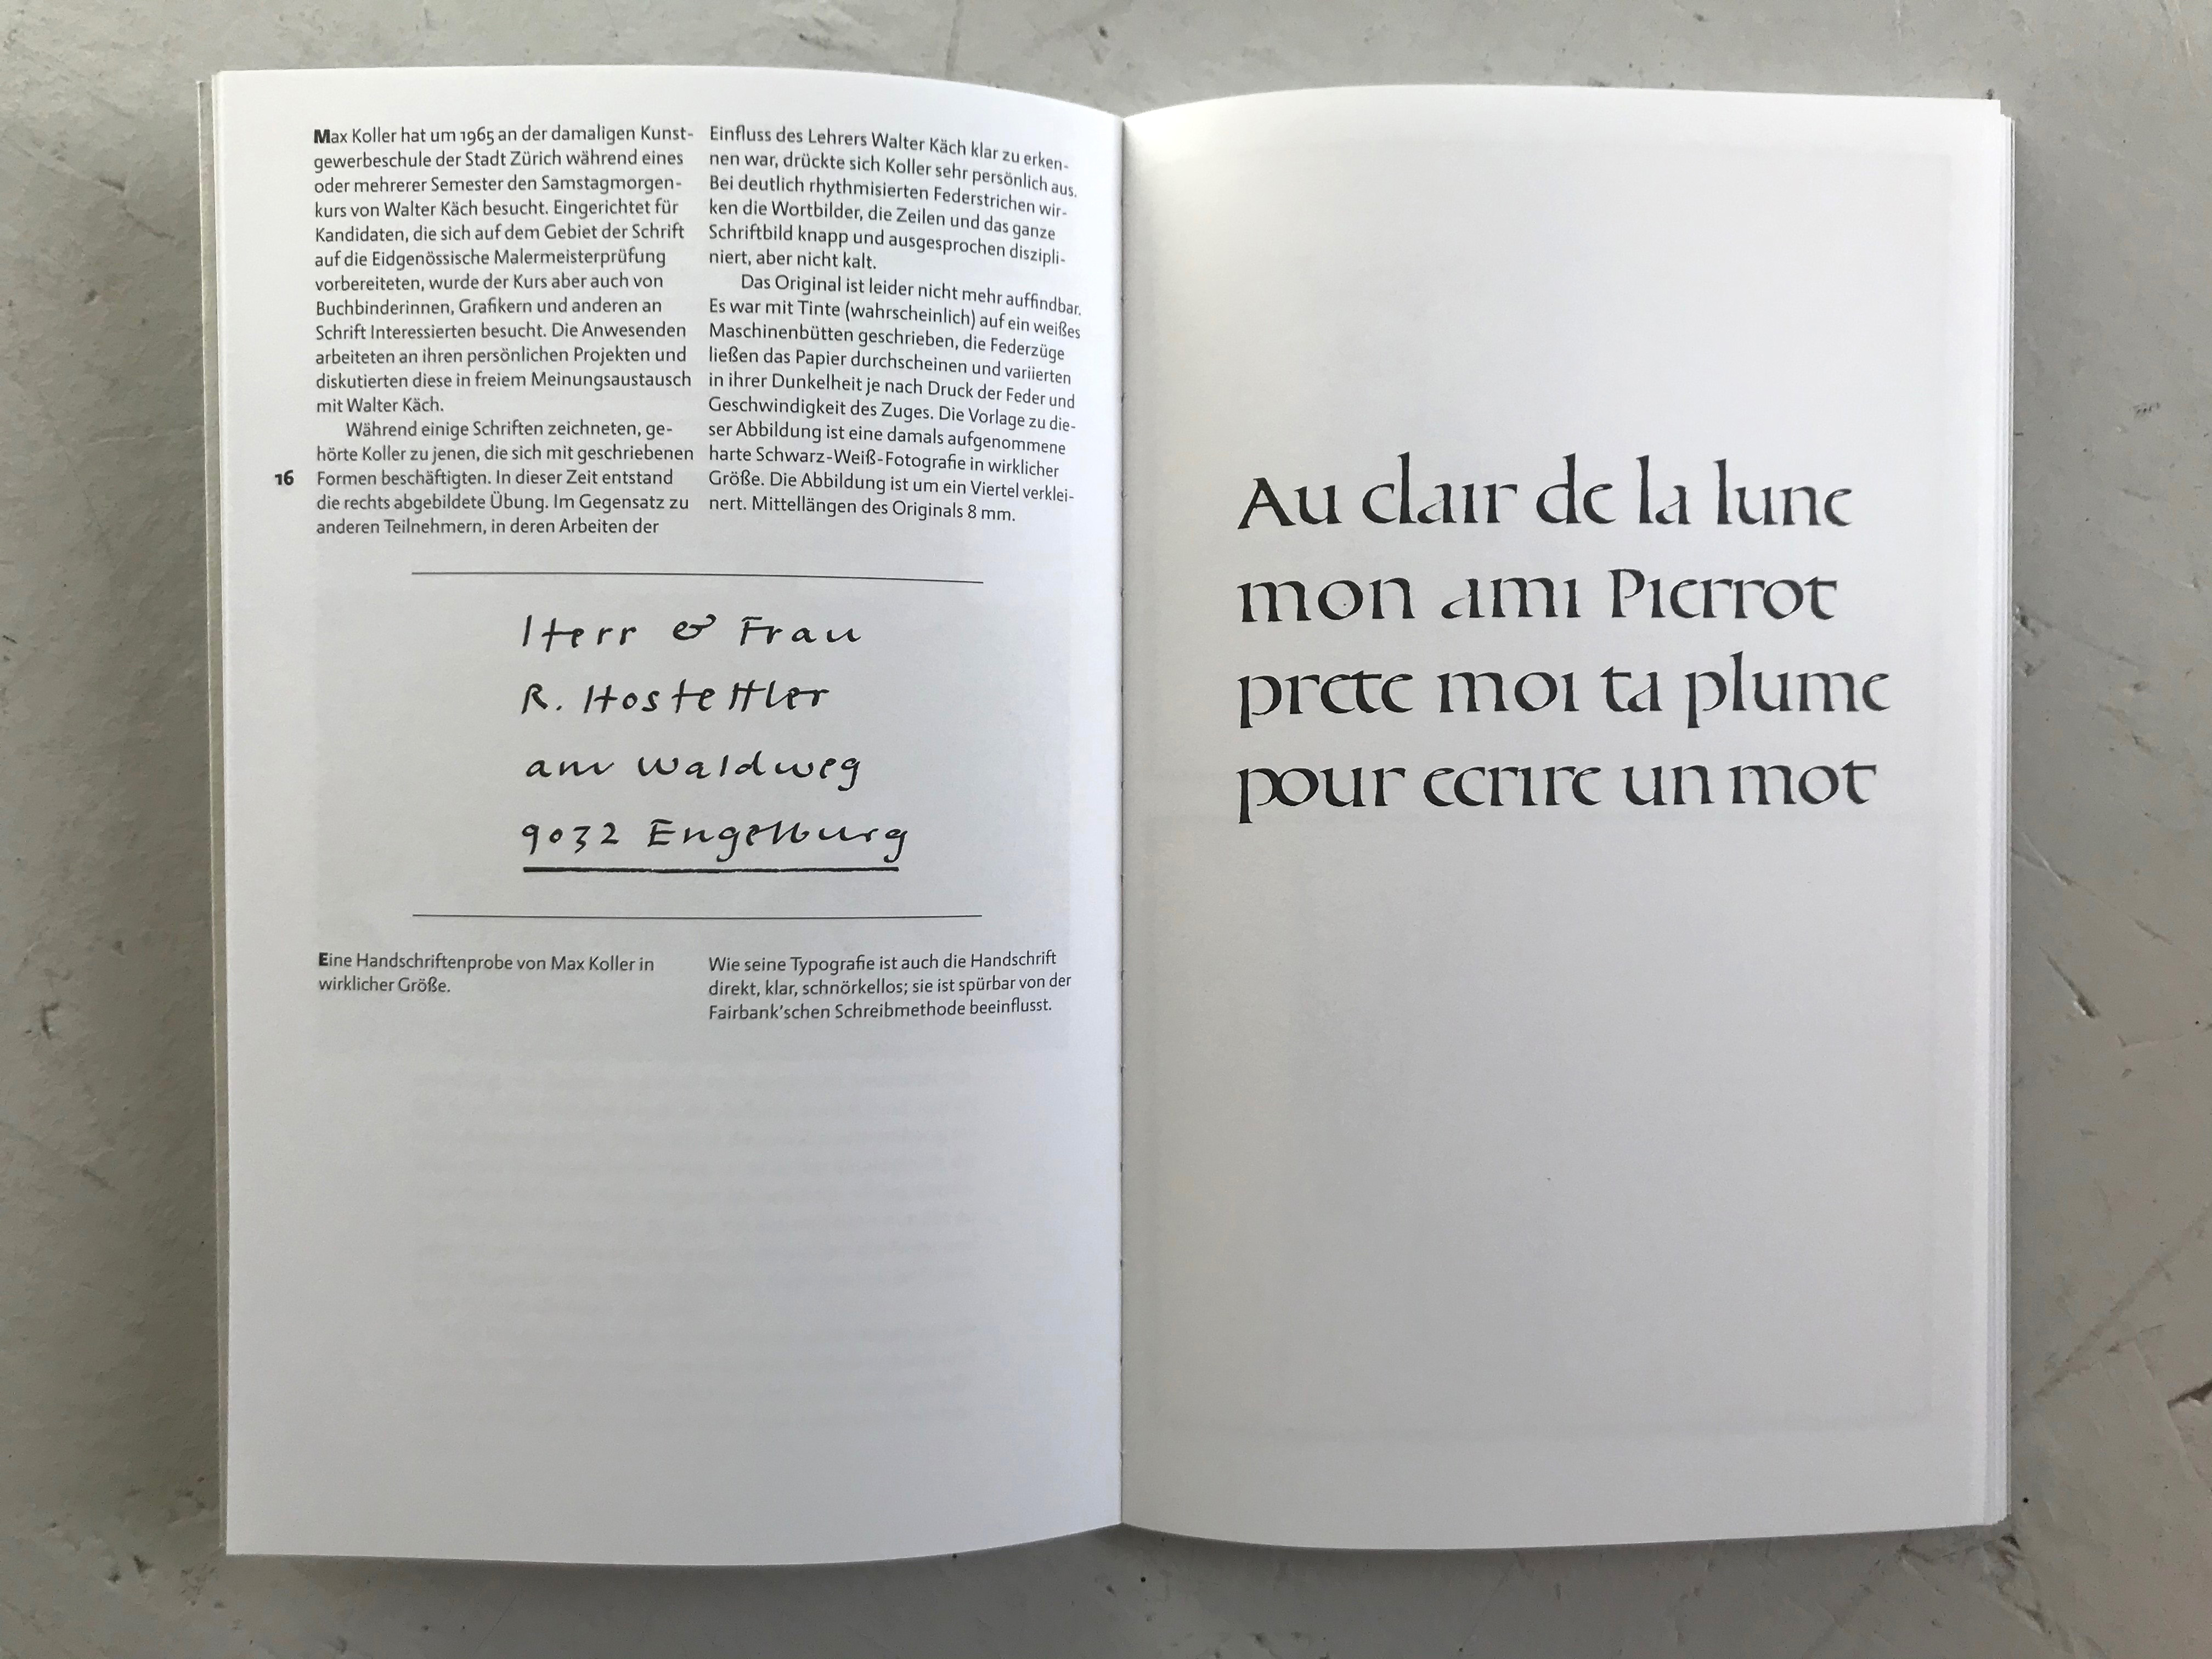 Max Koller hat um 1965 an der damaligen Kunst-
gewerbeschule der Stadt Zürich während eines
oder mehrerer Semester den Samstagmorgen-
kurs von Walter Käch besucht. Eingerichtet für
Kandidaten, die sich auf dem Gebiet der Schrift
auf die Eidgenössische Malermeisterprüfung
vorbereiteten, wurde der Kurs aber auch von
Buchbinderinnen, Grafikern und anderen an
Schrift Interessierten besucht. Die Anwesenden
arbeiteten an ihren persönlichen Projekten und
diskutierten diese in freiem Meinungsaustausch
mit Walter Käch.
Während einige Schriften zeichneten, ge-
hörte Koller zu jenen, die sich mit geschriebenen
16
Formen beschäftigten. In dieser Zeit entstand
die rechts abgebildete Übung. Im Gegensatz zu
anderen Teilnehmern, in deren Arbeiten der
Einfluss des Lehrers Walter Käch klar zu erken-
nen war, drückte sich Koller sehr persönlich aus.
Bei deutlich rhythmisierten Federstrichen wir-
ken die Wortbilder, die Zeilen und das ganze
Schriftbild knapp und ausgesprochen diszipli-
niert, aber nicht kalt.
Das Original ist leider nicht mehr auffindbar.
Es war mit Tinte (wahrscheinlich) auf ein weißes
Maschinenbütten geschrieben, die Federzüge
ließen das Papier durchscheinen und variierten
in ihrer Dunkelheit je nach Druck der Feder und
Geschwindigkeit des Zuges. Die Vorlage zu die-
ser Abbildung ist eine damals aufgenommene
harte Schwarz-Weiß-Fotografie in wirklicher
Größe. Die Abbildung ist um ein Viertel verklei-
nert. Mittellängen des Originals 8 mm.
Herr & Frau
R. Hostettler
am Waldweg
9032 Engelburg
Eine Handschriftenprobe von Max Koller in
wirklicher Größe.
Wie seine Typografie ist auch die Handschrift
direkt, klar, schnörkellos; sie ist spürbar von der
Fairbank'schen Schreibmethode beeinflusst.
Au clair de la lune
mon ami Pierrot
prete moi ta plume
pour ecrire un mot